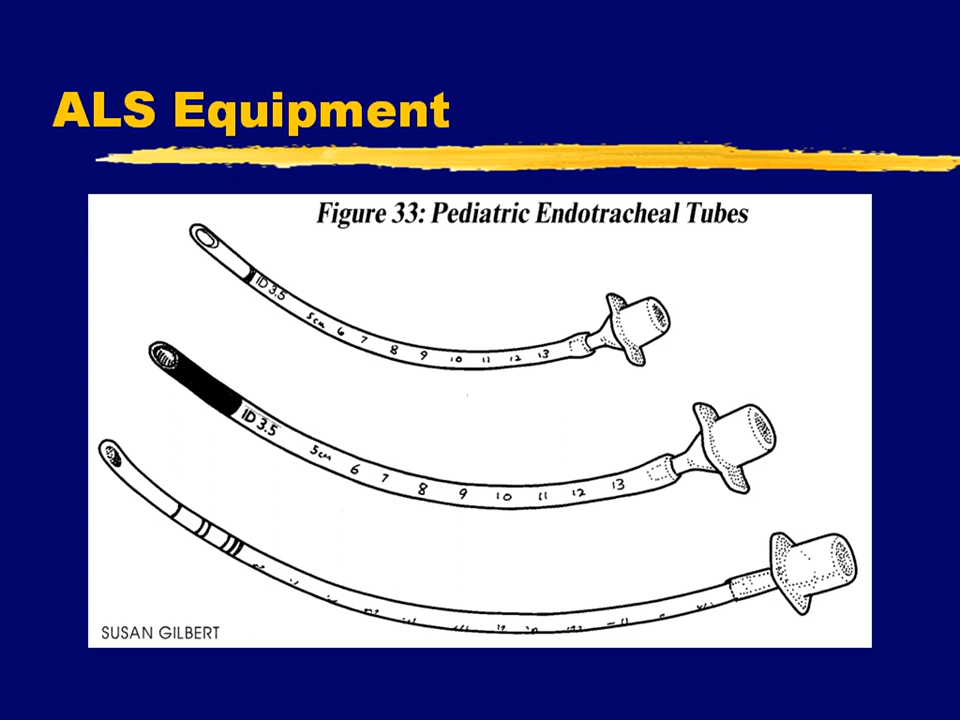 ALS Equipment
Figure 33: Pediatric Endotracheal Tubes
ID 3.5
5cm 6 7 8 9 10 11 12 13
ID 3.5
5cm 6 7 8 9 10 11 12 13
SUSAN GILBERT